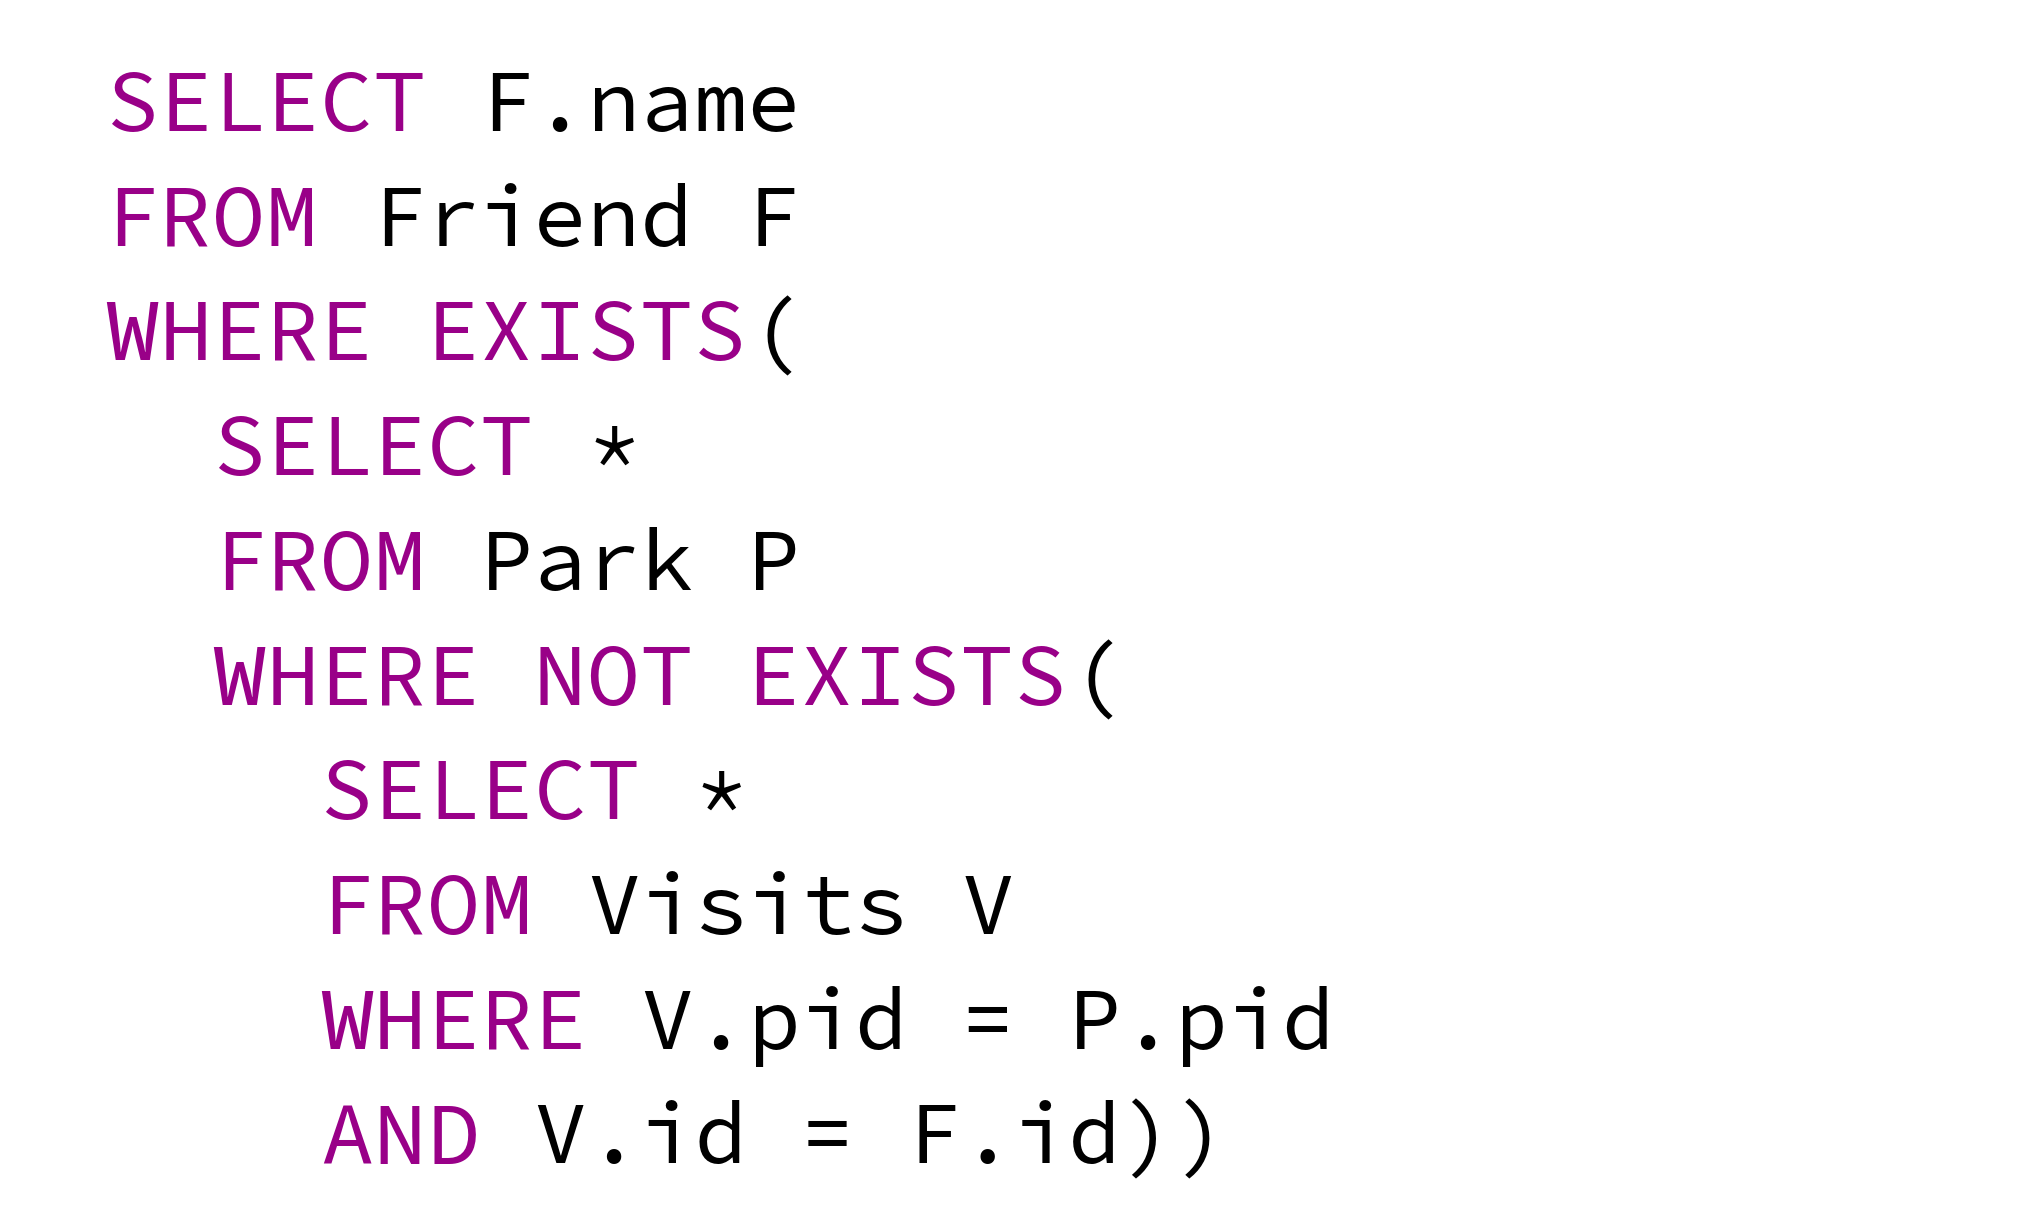 SELECT F.name
FROM Friend F
WHERE EXISTS(
  SELECT *
  FROM Park P
  WHERE NOT EXISTS(
    SELECT *
    FROM Visits V
    WHERE V.pid = P.pid
    AND V.id = F.id))